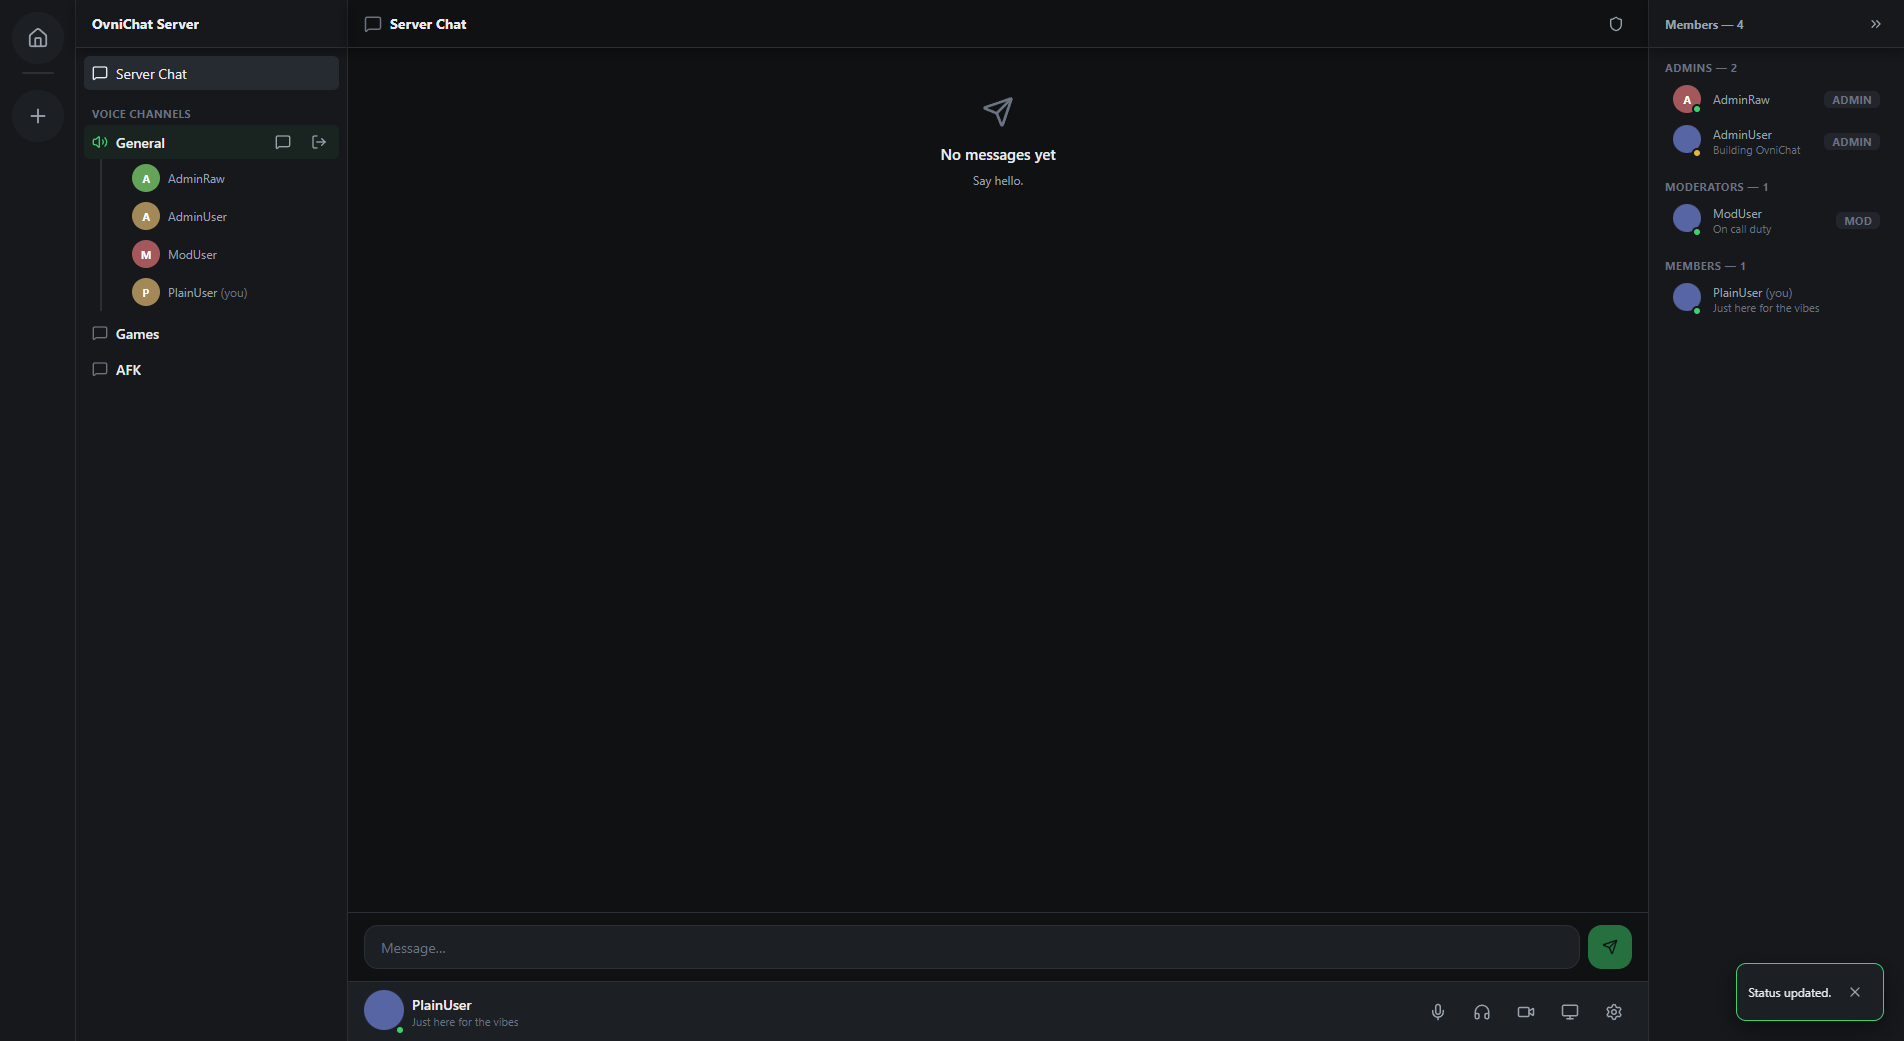 OvniChat Server
Server Chat
VOICE CHANNELS
General
A AdminRaw
A AdminUser
M ModUser
P PlainUser (you)
Games
AFK
Server Chat
No messages yet
Say hello.
Message...
PlainUser
Just here for the vibes
Members — 4
ADMINS — 2
A AdminRaw ADMIN
AdminUser ADMIN
Building OvniChat
MODERATORS — 1
ModUser MOD
On call duty
MEMBERS — 1
PlainUser (you)
Just here for the vibes
Status updated.